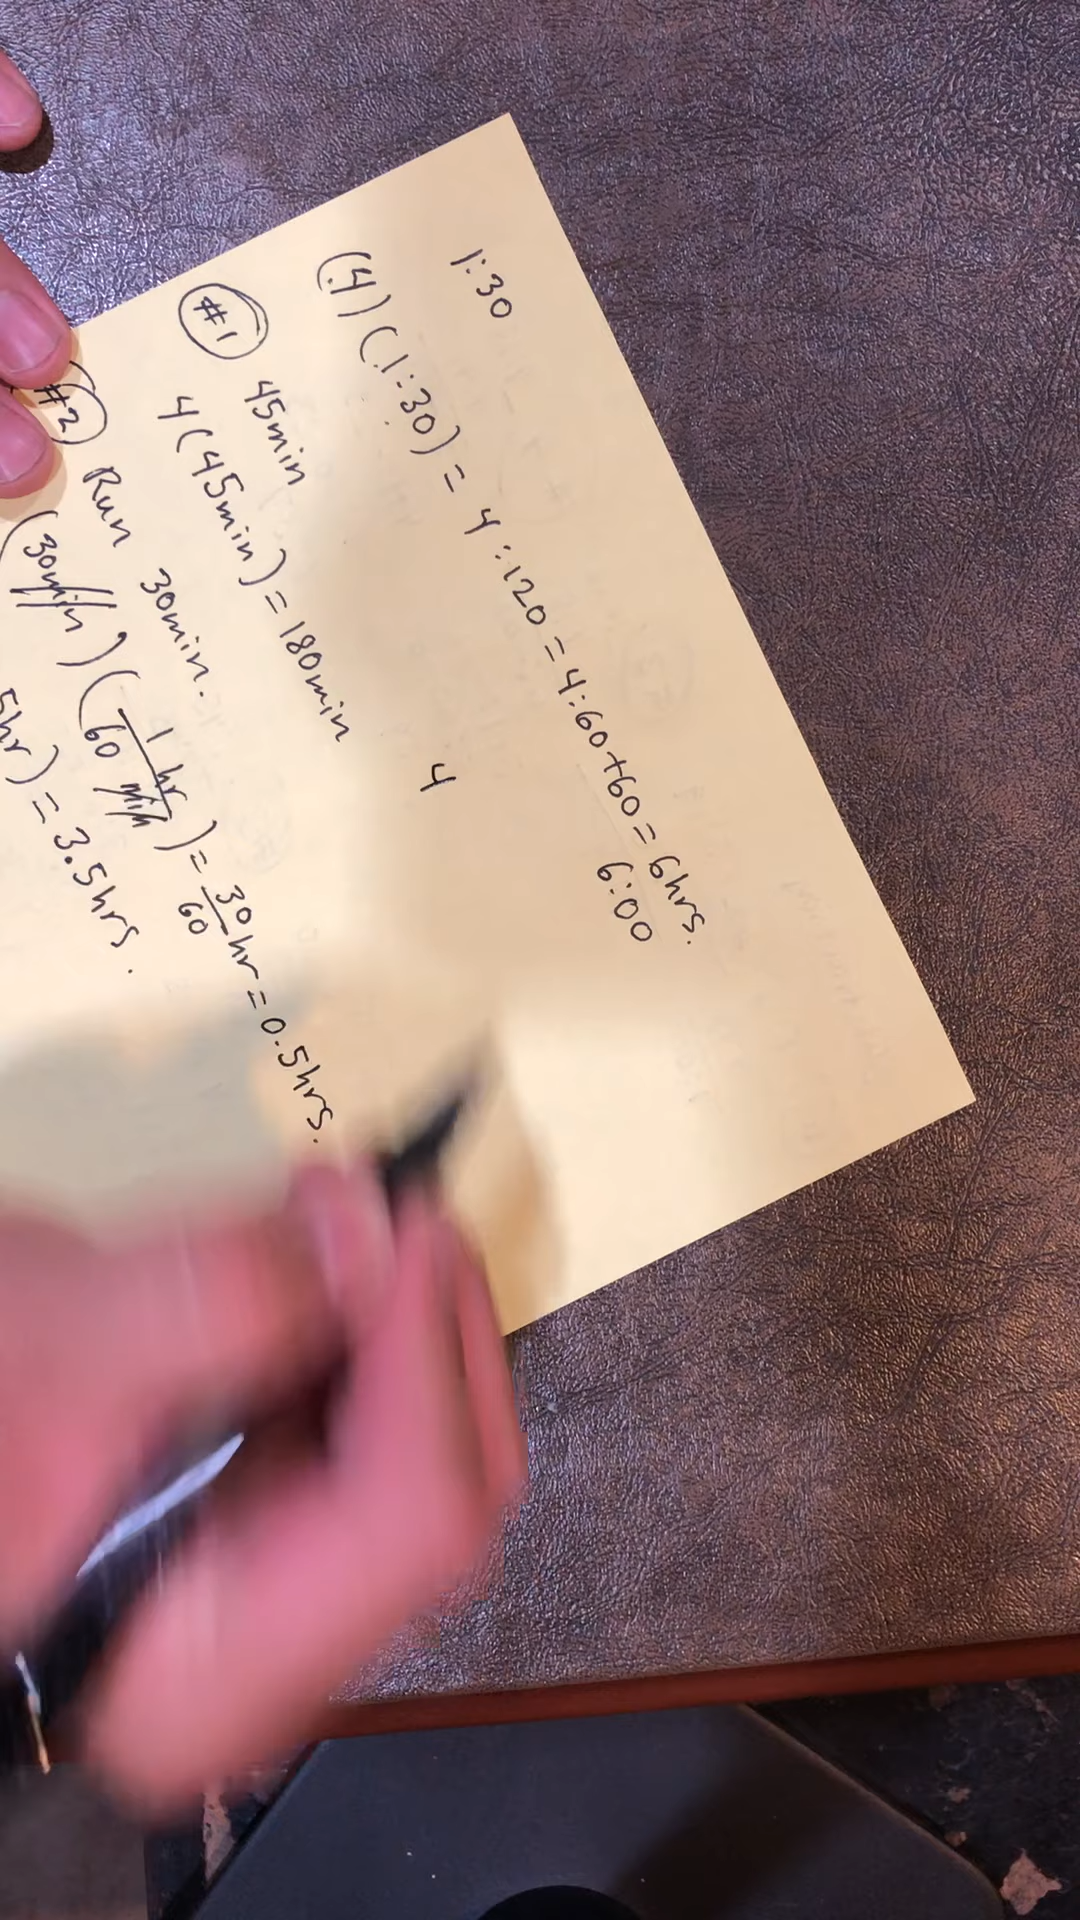 1:30
(.4)(1:30) = 4:120 = 4:60+60 = 6hrs.
6:00
#1 45min
4(45min) = 180min
4
#2 Run 30min.
(30min)(1 hr / 60 min) = 30/60 hr = 0.5hrs.
5hr) = 3.5hrs.